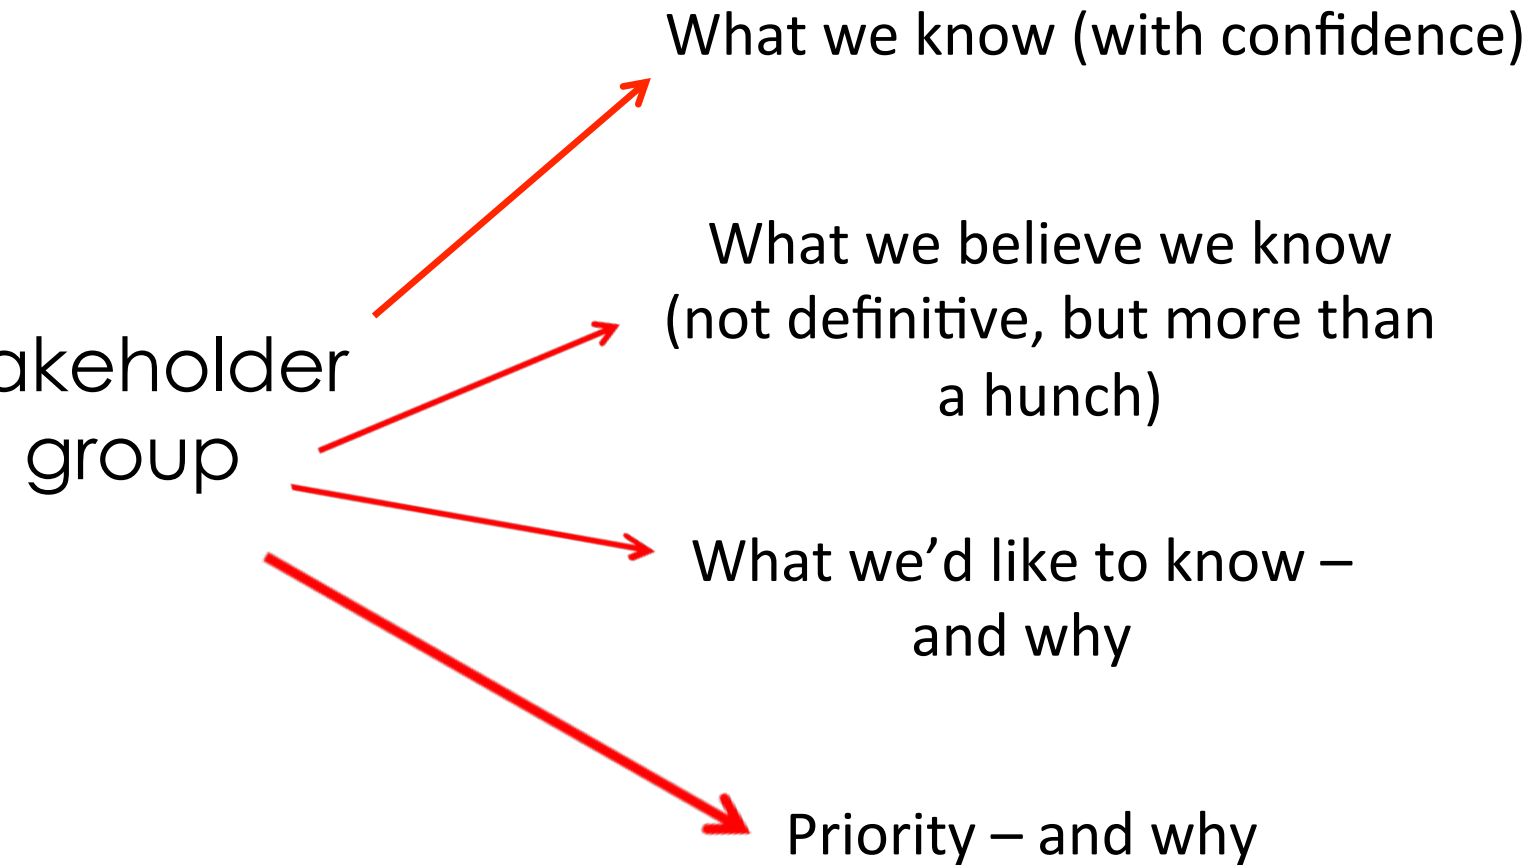 What we know (with confidence)
What we believe we know
(not definitive, but more than
a hunch)
akeholder
group
What we’d like to know –
and why
Priority – and why